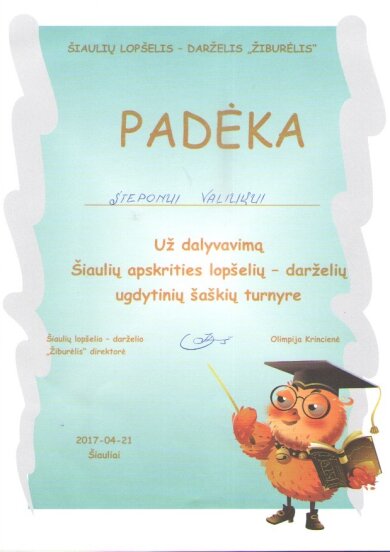 ŠIAULIŲ LOPŠELIS – DARŽELIS „ŽIBURĖLIS“
PADĖKA
STEPONUI VALIULIUI
Už dalyvavimą
Šiaulių apskrities lopšelių – darželių
ugdytinių šaškių turnyre
Šiaulių lopšelio - darželio
„Žiburėlis“ direktorė
Olimpija Krincienė
2017-04-21
Šiauliai